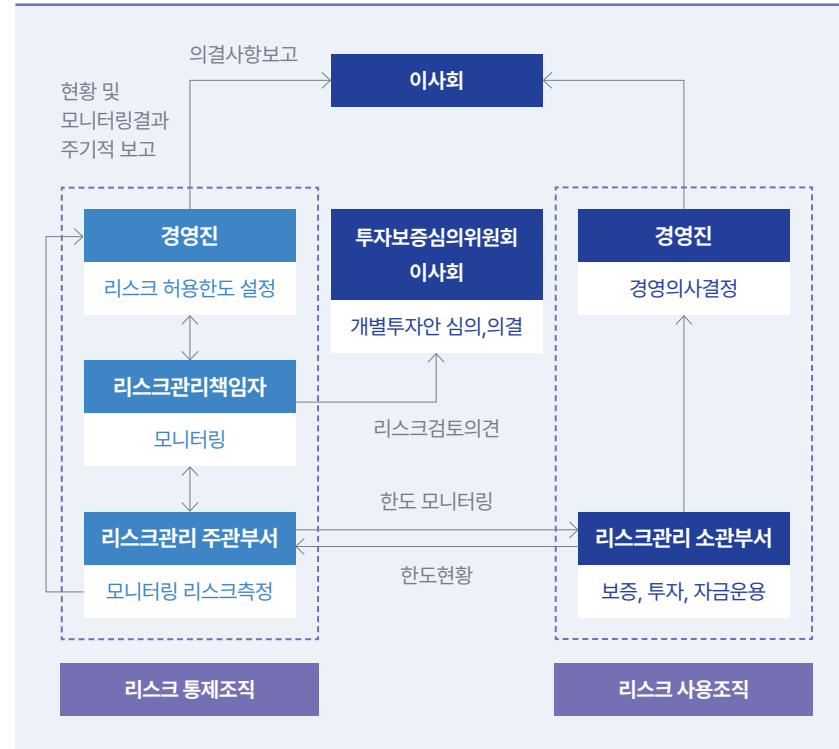 의결사항보고
이사회
현황 및
모니터링결과
주기적 보고
경영진
리스크 허용한도 설정
투자보증심의위원회
이사회
개별투자안 심의,의결
경영진
경영의사결정
리스크관리책임자
모니터링
리스크검토의견
한도 모니터링
리스크관리 주관부서
모니터링 리스크측정
한도현황
리스크관리 소관부서
보증, 투자, 자금운용
리스크 통제조직
리스크 사용조직